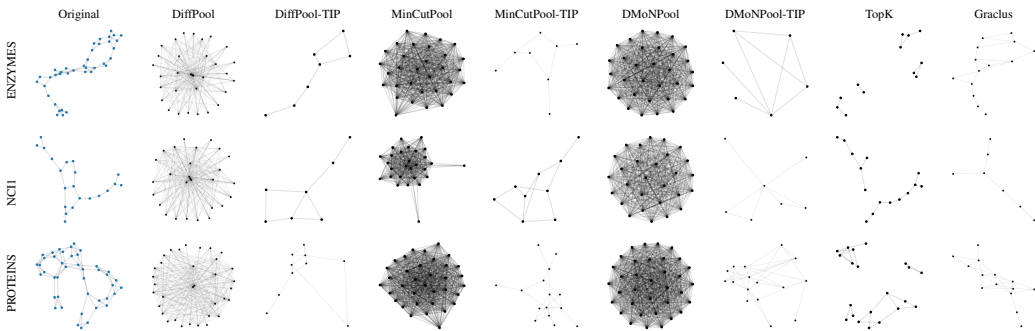 Original DiffPool DiffPool-TIP MinCutPool MinCutPool-TIP DMoNPool DMoNPool-TIP TopK Graclus
ENZYMES
NCI1
PROTEINS